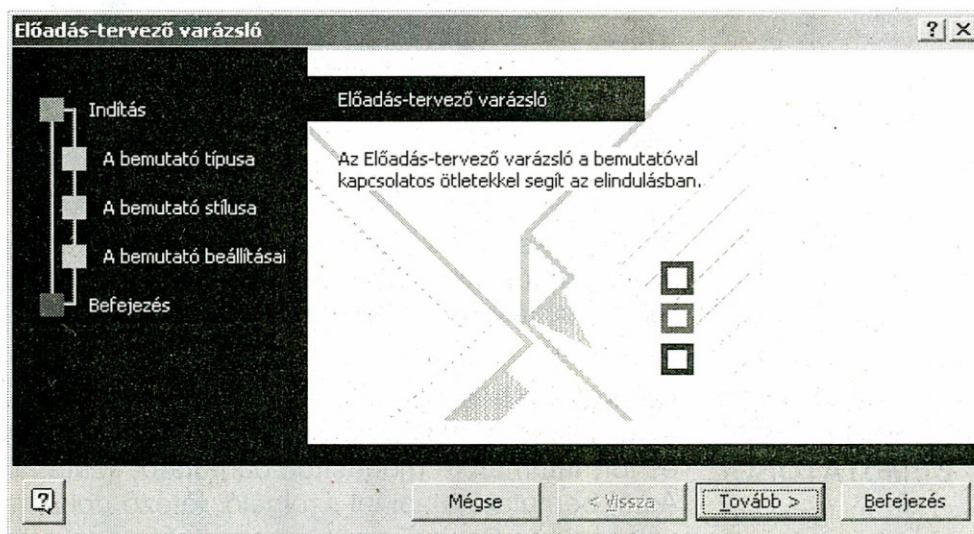 Előadás-tervező varázsló
Indítás
A bemutató típusa
A bemutató stílusa
A bemutató beállításai
Befejezés
Előadás-tervező varázsló
Az Előadás-tervező varázsló a bemutatóval
kapcsolatos ötletekkel segít az elindulásban.
Mégse
< Vissza
Tovább >
Befejezés